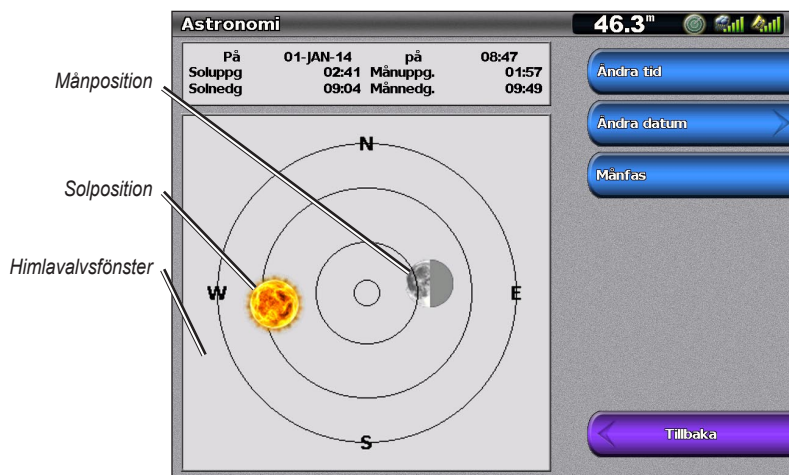 Astronomi
46.3m
På 01-JAN-14 på 08:47
Soluppg 02:41 Månuppg. 01:57
Solnedg 09:04 Månnedg. 09:49
Månposition
Solposition
Himlavalvsfönster
N
W E
S
Ändra tid
Ändra datum
Månfas
Tillbaka